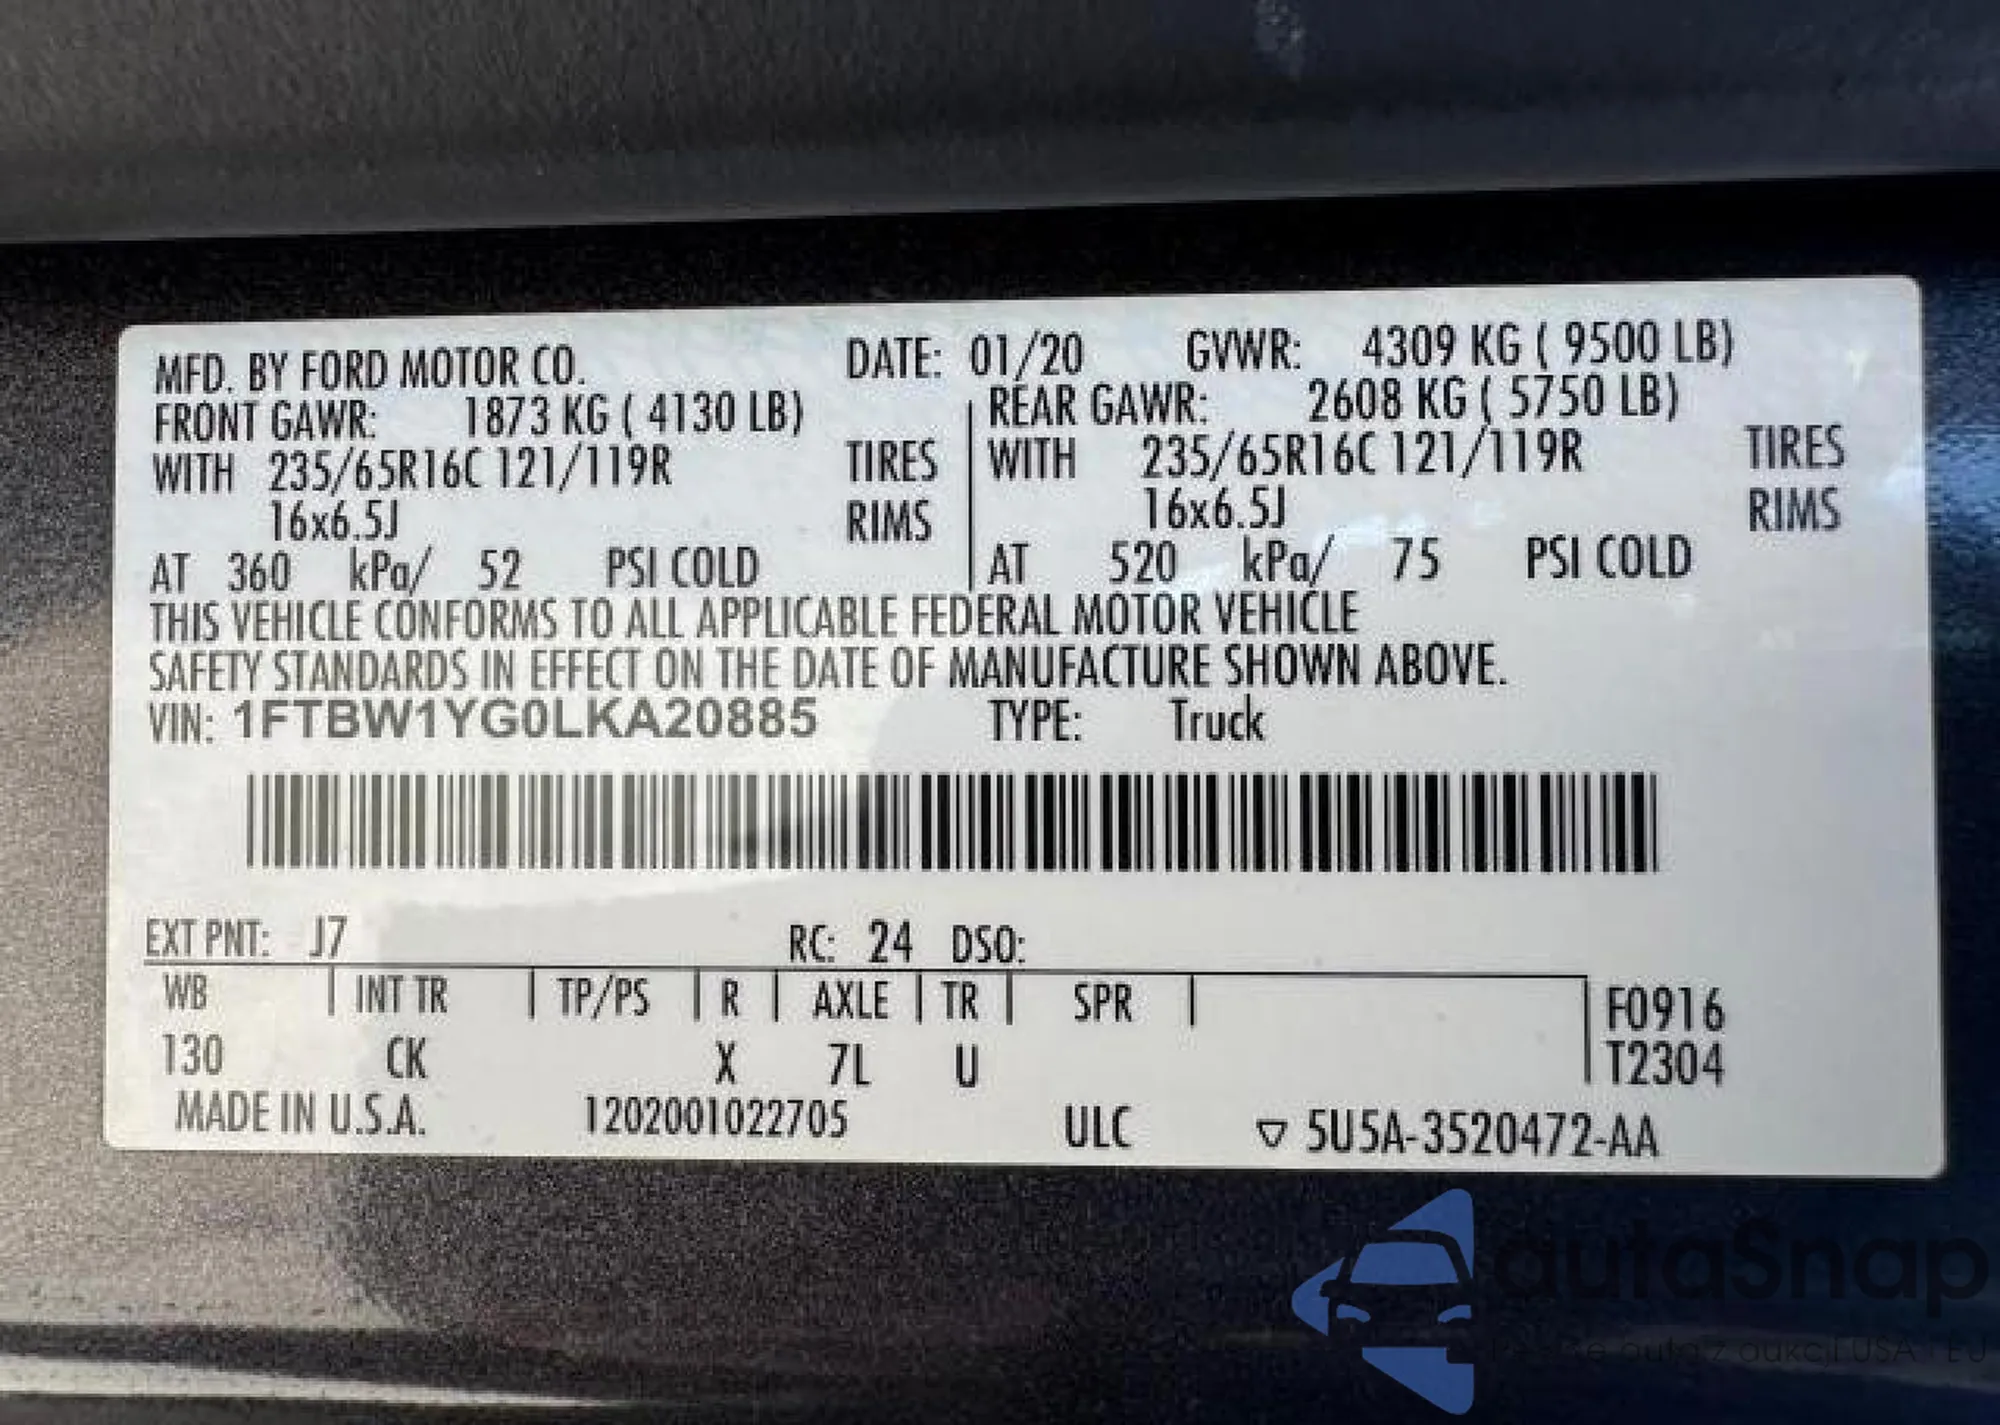 MFD. BY FORD MOTOR CO. DATE: 01/20 GVWR: 4309 KG ( 9500 LB)
FRONT GAWR: 1873 KG ( 4130 LB) REAR GAWR: 2608 KG ( 5750 LB)
WITH 235/65R16C 121/119R TIRES WITH 235/65R16C 121/119R TIRES
16x6.5J RIMS 16x6.5J RIMS
AT 360 kPa/ 52 PSI COLD AT 520 kPa/ 75 PSI COLD
THIS VEHICLE CONFORMS TO ALL APPLICABLE FEDERAL MOTOR VEHICLE
SAFETY STANDARDS IN EFFECT ON THE DATE OF MANUFACTURE SHOWN ABOVE.
VIN: 1FTBW1YG0LKA20885 TYPE: Truck
EXT PNT: J7 RC: 24 DSO:
WB INT TR TP/PS R AXLE TR SPR F0916
130 CK X 7L U T2304
MADE IN U.S.A. 1202001022705 ULC ▽ 5U5A-3520472-AA
autaSnap
auta z aukcji USA EU